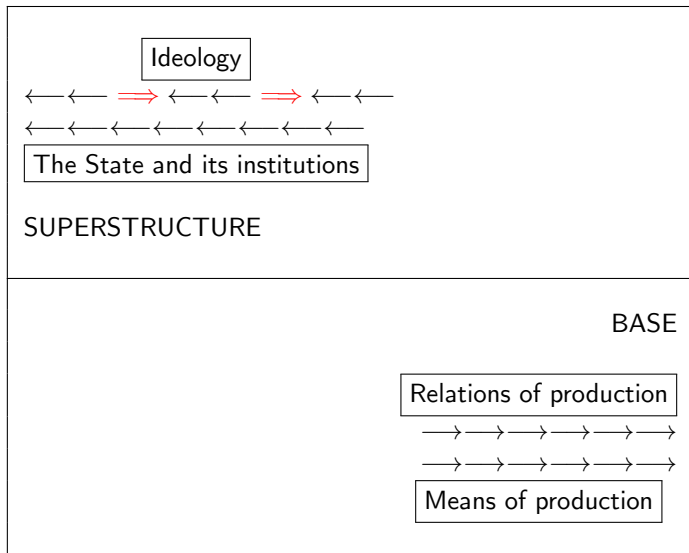 Ideology
The State and its institutions
SUPERSTRUCTURE
BASE
Relations of production
Means of production